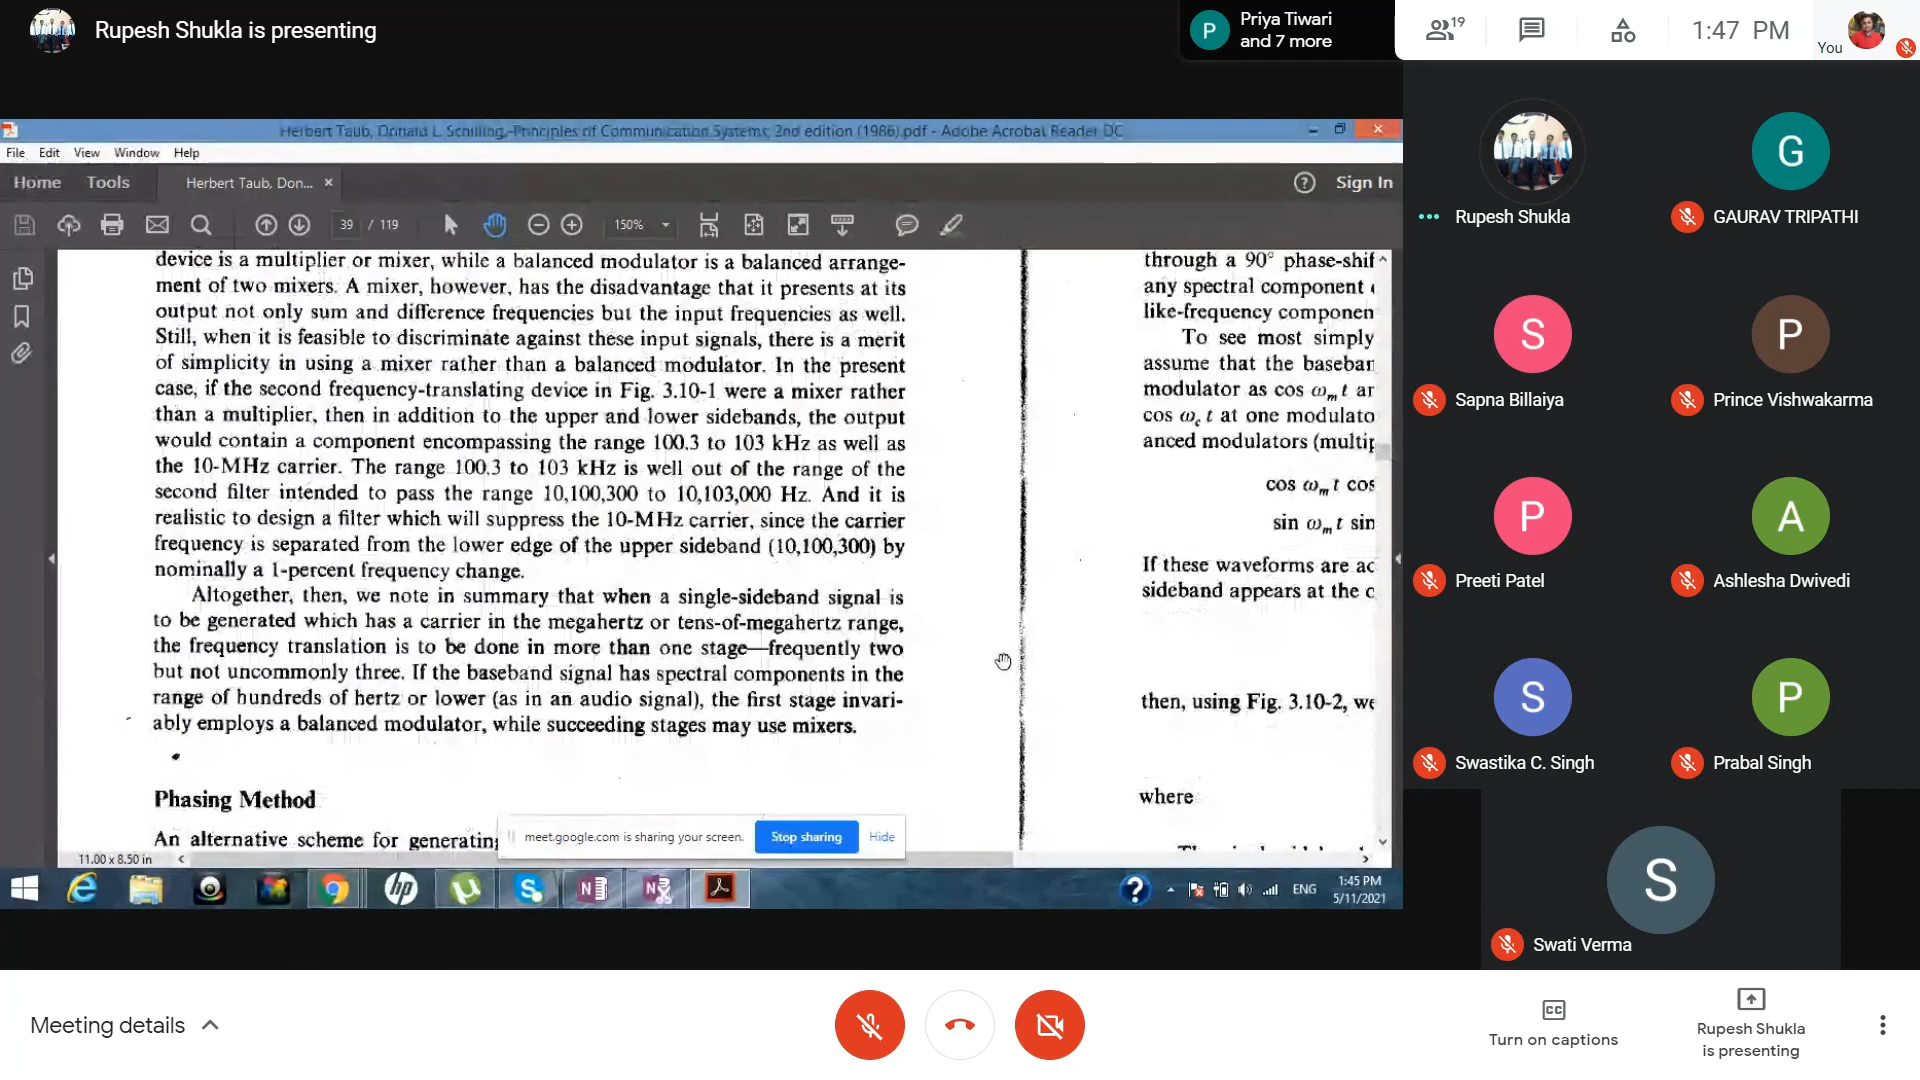 Rupesh Shukla is presenting
P
Priya Tiwari
and 7 more
19
1:47 PM
You
Herbert Taub, Donald L. Schilling,-Principles of Communication Systems, 2nd edition (1986).pdf - Adobe Acrobat Reader DC
File Edit View Window Help
Home Tools Herbert Taub, Don... × Sign In
39 / 119 150%
device is a multiplier or mixer, while a balanced modulator is a balanced arrange-
ment of two mixers. A mixer, however, has the disadvantage that it presents at its
output not only sum and difference frequencies but the input frequencies as well.
Still, when it is feasible to discriminate against these input signals, there is a merit
of simplicity in using a mixer rather than a balanced modulator. In the present
case, if the second frequency-translating device in Fig. 3.10-1 were a mixer rather
than a multiplier, then in addition to the upper and lower sidebands, the output
would contain a component encompassing the range 100.3 to 103 kHz as well as
the 10-MHz carrier. The range 100.3 to 103 kHz is well out of the range of the
second filter intended to pass the range 10,100,300 to 10,103,000 Hz. And it is
realistic to design a filter which will suppress the 10-MHz carrier, since the carrier
frequency is separated from the lower edge of the upper sideband (10,100,300) by
nominally a 1-percent frequency change.
Altogether, then, we note in summary that when a single-sideband signal is
to be generated which has a carrier in the megahertz or tens-of-megahertz range,
the frequency translation is to be done in more than one stage—frequently two
but not uncommonly three. If the baseband signal has spectral components in the
range of hundreds of hertz or lower (as in an audio signal), the first stage invari-
ably employs a balanced modulator, while succeeding stages may use mixers.
Phasing Method
An alternative scheme for generating
through a 90° phase-shif
any spectral component
like-frequency componen
To see most simply
assume that the baseban
modulator as cos ωm t an
cos ωc t at one modulato
anced modulators (multip
cos ωm t cos
sin ωm t sin
If these waveforms are ad
sideband appears at the o
then, using Fig. 3.10-2, we
where
meet.google.com is sharing your screen. Stop sharing Hide
11.00 x 8.50 in
ENG
1:45 PM
5/11/2021
Rupesh Shukla
G
GAURAV TRIPATHI
S
Sapna Billaiya
P
Prince Vishwakarma
P
Preeti Patel
A
Ashlesha Dwivedi
S
Swastika C. Singh
P
Prabal Singh
S
Swati Verma
Meeting details
CC
Turn on captions
Rupesh Shukla
is presenting